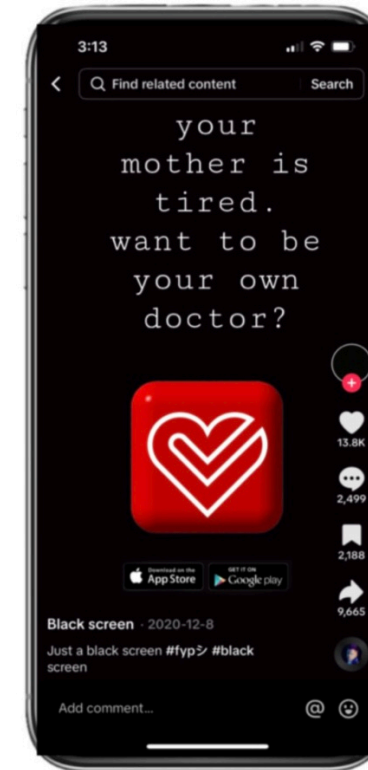 3:13
Find related content Search
your
mother is
tired.
want to be
your own
doctor?
13.8K
2,499
2,188
9,665
Download on the
App Store
GET IT ON
Google play
Black screen · 2020-12-8
Just a black screen #fypシ #black
screen
Add comment...